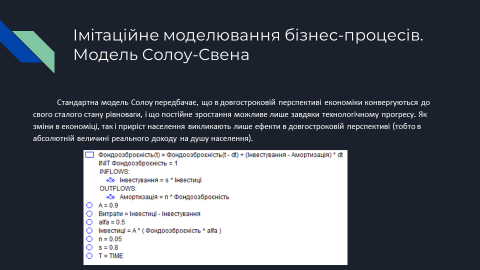 Імітаційне моделювання бізнес-процесів.
Модель Солоу-Свена
Стандартна модель Солоу передбачає, що в довгостроковій перспективі економіки конвергуються до
свого сталого стану рівноваги, і що постійне зростання можливе лише завдяки технологічному прогресу. Як
зміни в економіці, так і приріст населення викликають лише ефекти в довгостроковій перспективі (тобто в
абсолютній величині реального доходу на душу населення).
Фондоозброєність(t) = Фондоозброєність(t - dt) + (Інвестування - Амортизація) * dt
INIT Фондоозброєність = 1
INFLOWS:
Інвестування = s * Інвестиції
OUTFLOWS:
Амортизація = n * Фондоозброєність
A = 0.9
Витрати = Інвестиції - Інвестування
alfa = 0.5
Інвестиції = A * ( Фондоозброєність ^ alfa )
n = 0.05
s = 0.8
T = TIME